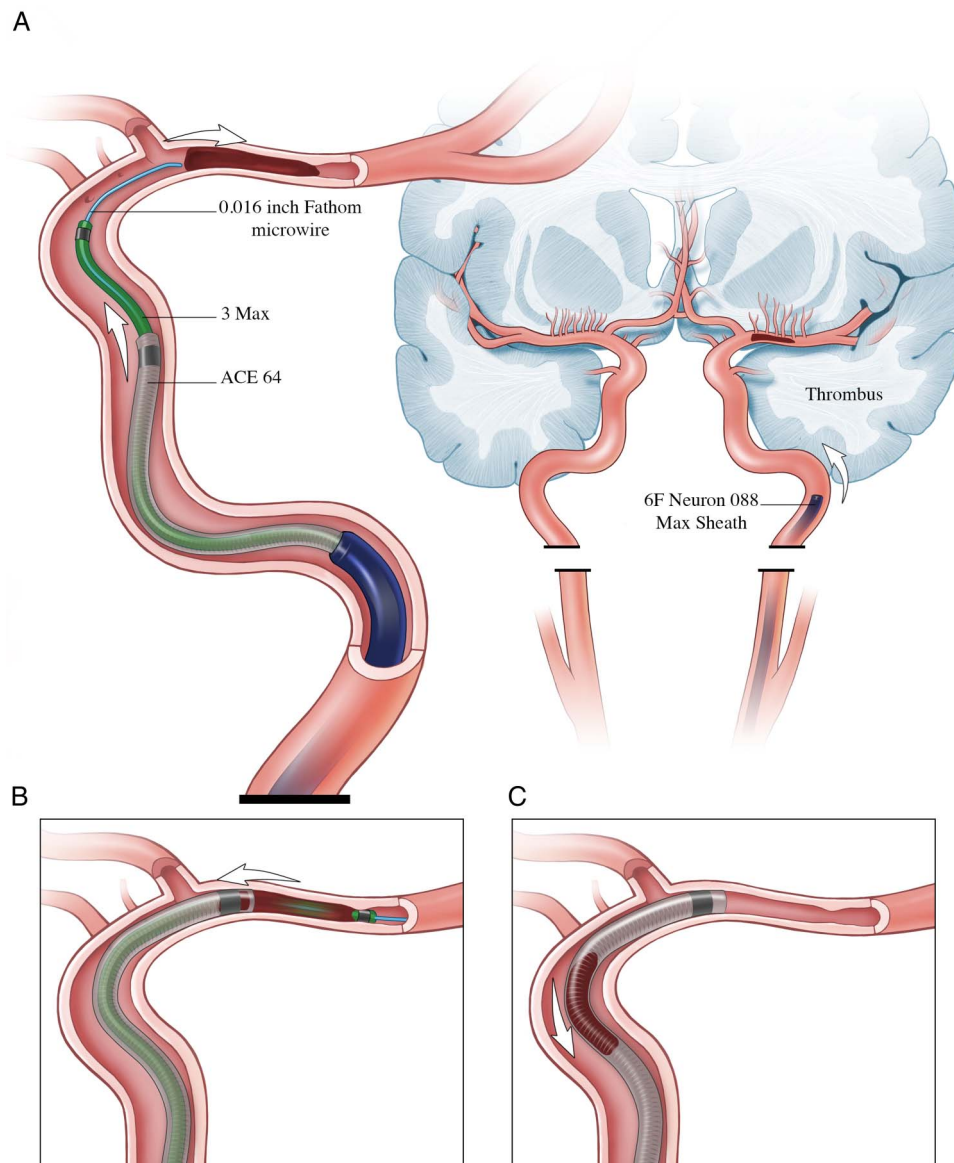 A
0.016 inch Fathom
microwire
3 Max
ACE 64
Thrombus
6F Neuron 088
Max Sheath
B
C